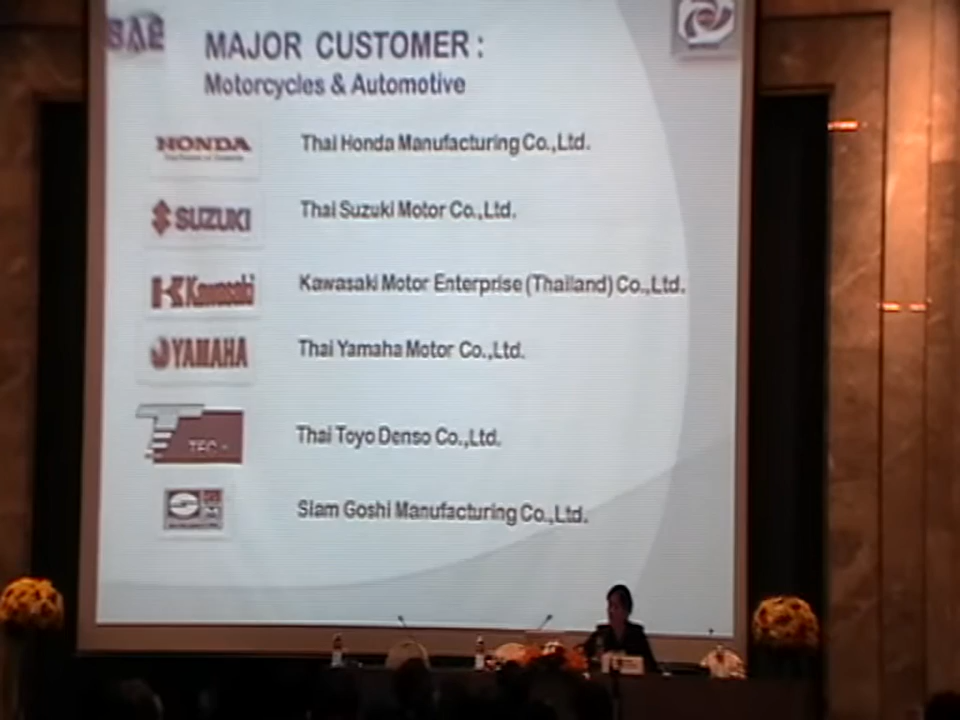 MAJOR CUSTOMER :
Motorcycles & Automotive
HONDA
Thai Honda Manufacturing Co.,Ltd.
SUZUKI
Thai Suzuki Motor Co.,Ltd.
Kawasaki
Kawasaki Motor Enterprise (Thailand) Co.,Ltd.
YAMAHA
Thai Yamaha Motor Co.,Ltd.
Thai Toyo Denso Co.,Ltd.
Siam Goshi Manufacturing Co.,Ltd.